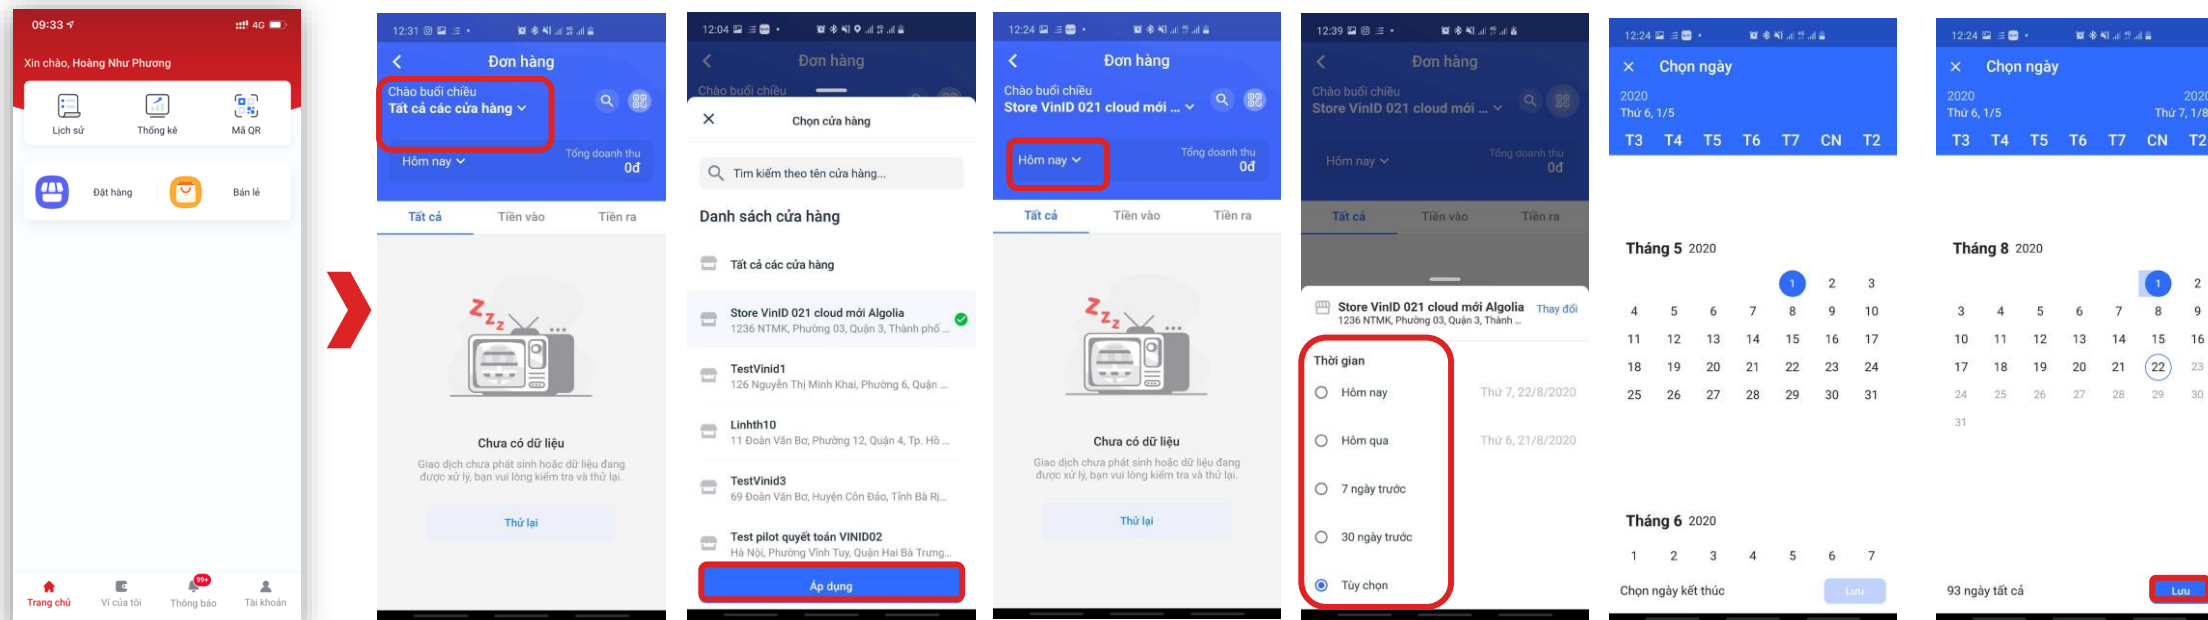 09:33
4G
Xin chào, Hoàng Như Phương
Lịch sử
Thống kê
Mã QR
Đặt hàng
Bán lẻ
99+
Trang chủ
Ví của tôi
Thông báo
Tài khoản
12:31
Đơn hàng
Chào buổi chiều
Tất cả các cửa hàng
Hôm nay
Tổng doanh thu
0đ
Tất cả
Tiền vào
Tiền ra
Z Z Z
Chưa có dữ liệu
Giao dịch chưa phát sinh hoặc dữ liệu đang
được xử lý, bạn vui lòng kiểm tra và thử lại.
Thử lại
12:04
Đơn hàng
Chào buổi chiều
Chọn cửa hàng
Tìm kiếm theo tên cửa hàng...
Danh sách cửa hàng
Tất cả các cửa hàng
Store VinID 021 cloud mới Algolia
1236 NTMK, Phường 03, Quận 3, Thành phố ...
TestVinid1
126 Nguyễn Thị Minh Khai, Phường 6, Quận ...
Linhth10
11 Đoàn Văn Bơ, Phường 12, Quận 4, Tp. Hồ ...
TestVinid3
69 Đoàn Văn Bơ, Huyện Côn Đảo, Tỉnh Bà Rị...
Test pilot quyết toán VINID02
Hà Nội, Phường Vĩnh Tuy, Quận Hai Bà Trưng...
Áp dụng
12:24
Đơn hàng
Chào buổi chiều
Store VinID 021 cloud mới ...
Hôm nay
Tổng doanh thu
0đ
Tất cả
Tiền vào
Tiền ra
Z Z Z
Chưa có dữ liệu
Giao dịch chưa phát sinh hoặc dữ liệu đang
được xử lý, bạn vui lòng kiểm tra và thử lại.
Thử lại
12:39
Đơn hàng
Chào buổi chiều
Store VinID 021 cloud mới ...
Hôm nay
Tổng doanh thu
0đ
Tất cả
Tiền vào
Tiền ra
Store VinID 021 cloud mới Algolia Thay đổi
1236 NTMK, Phường 03, Quận 3, Thành ...
Thời gian
Hôm nay Thứ 7, 22/8/2020
Hôm qua Thứ 6, 21/8/2020
7 ngày trước
30 ngày trước
Tùy chọn
12:24
Chọn ngày
2020
Thứ 6, 1/5
T3 T4 T5 T6 T7 CN T2
Tháng 5 2020
1 2 3
4 5 6 7 8 9 10
11 12 13 14 15 16 17
18 19 20 21 22 23 24
25 26 27 28 29 30 31
Tháng 6 2020
1 2 3 4 5 6 7
Chọn ngày kết thúc
Lưu
12:24
Chọn ngày
2020 2020
Thứ 6, 1/5 Thứ 7, 1/8
T3 T4 T5 T6 T7 CN T2
Tháng 8 2020
1 2
3 4 5 6 7 8 9
10 11 12 13 14 15 16
17 18 19 20 21 22 23
24 25 26 27 28 29 30
31
93 ngày tất cả
Lưu